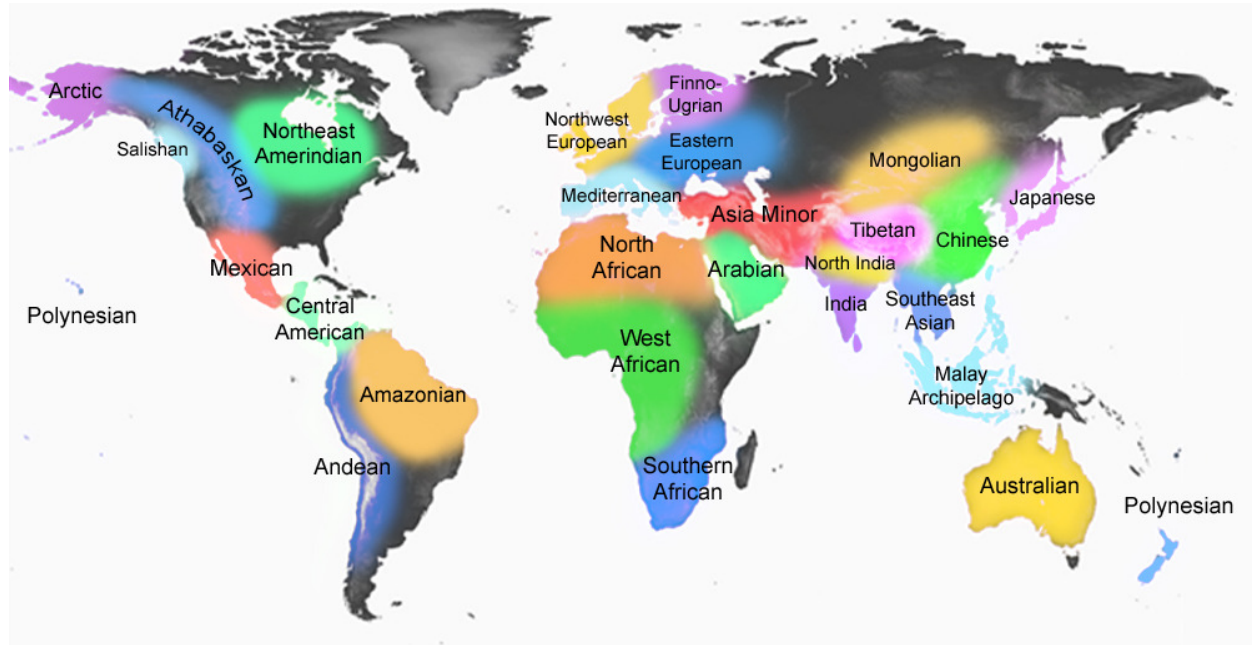 Arctic
Athabaskan
Salishan
Northeast
Amerindian
Mexican
Central
American
Polynesian
Amazonian
Andean
Finno-
Ugrian
Northwest
European
Eastern
European
Mediterranean
Asia Minor
North
African
Arabian
West
African
Southern
African
Mongolian
Tibetan
Chinese
Japanese
North India
India
Southeast
Asian
Malay
Archipelago
Australian
Polynesian